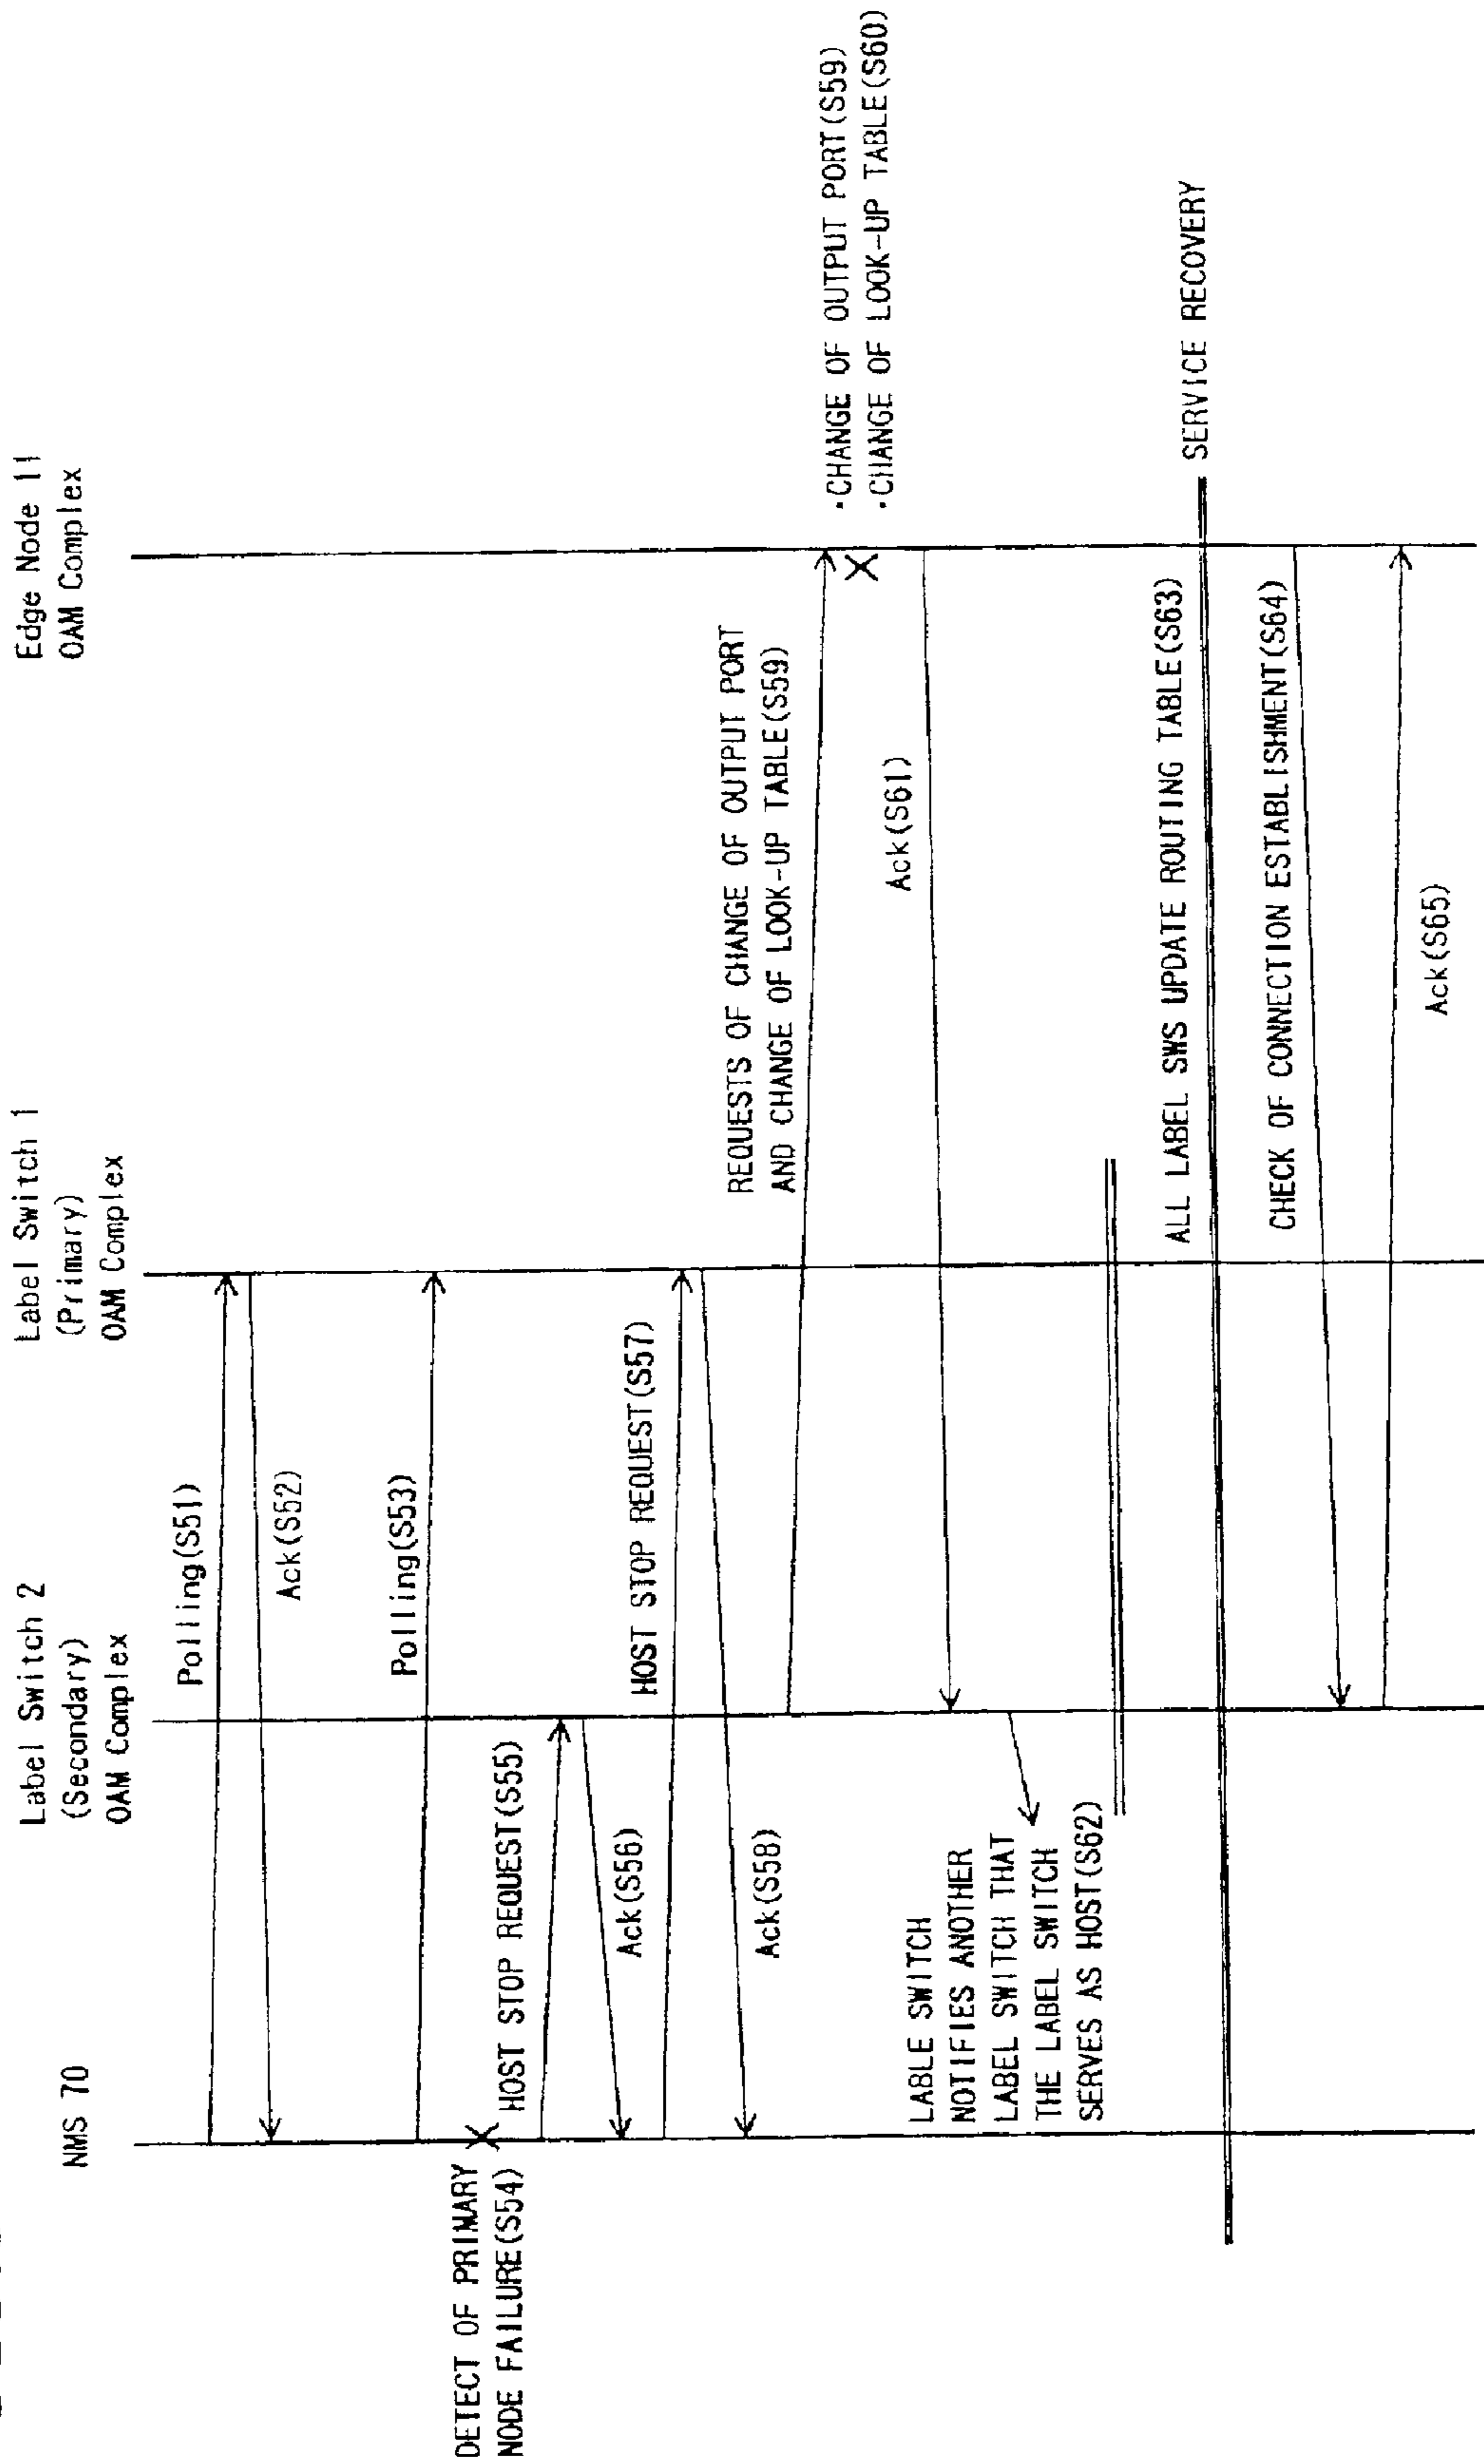 NMS 70
Label Switch 2
(Secondary)
OAM Complex
Label Switch 1
(Primary)
OAM Complex
Edge Node 11
OAM Complex
Polling(S51)
Ack(S52)
Polling(S53)
DETECT OF PRIMARY
NODE FAILURE(S54)
HOST STOP REQUEST(S55)
Ack(S56)
HOST STOP REQUEST(S57)
Ack(S58)
REQUESTS OF CHANGE OF OUTPUT PORT
AND CHANGE OF LOOK-UP TABLE(S59)
·CHANGE OF OUTPUT PORT(S59)
·CHANGE OF LOOK-UP TABLE(S60)
Ack(S61)
LABLE SWITCH
NOTIFIES ANOTHER
LABEL SWITCH THAT
THE LABEL SWITCH
SERVES AS HOST(S62)
ALL LABEL SWS UPDATE ROUTING TABLE(S63)
SERVICE RECOVERY
CHECK OF CONNECTION ESTABLISHMENT(S64)
Ack(S65)